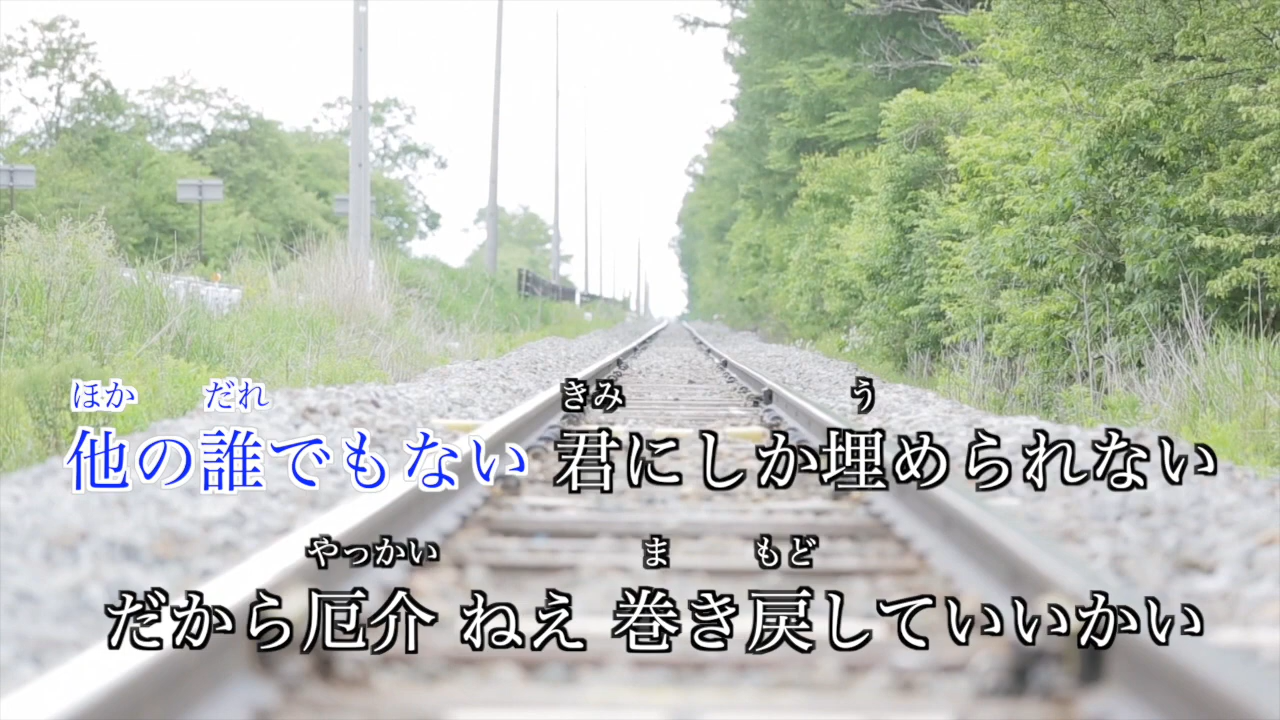 ほか だれ きみ う
他の誰でもない 君にしか埋められない
やっかい ま もど
だから厄介 ねえ 巻き戻していいかい